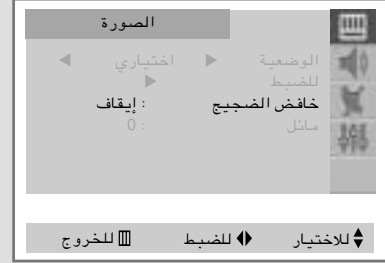 الصورة
الوضعية ▶ اختياري ◀
للضبط ▶
خافض الضجيج : إيقاف
مائل : 0
للاختيار للضبط للخروج